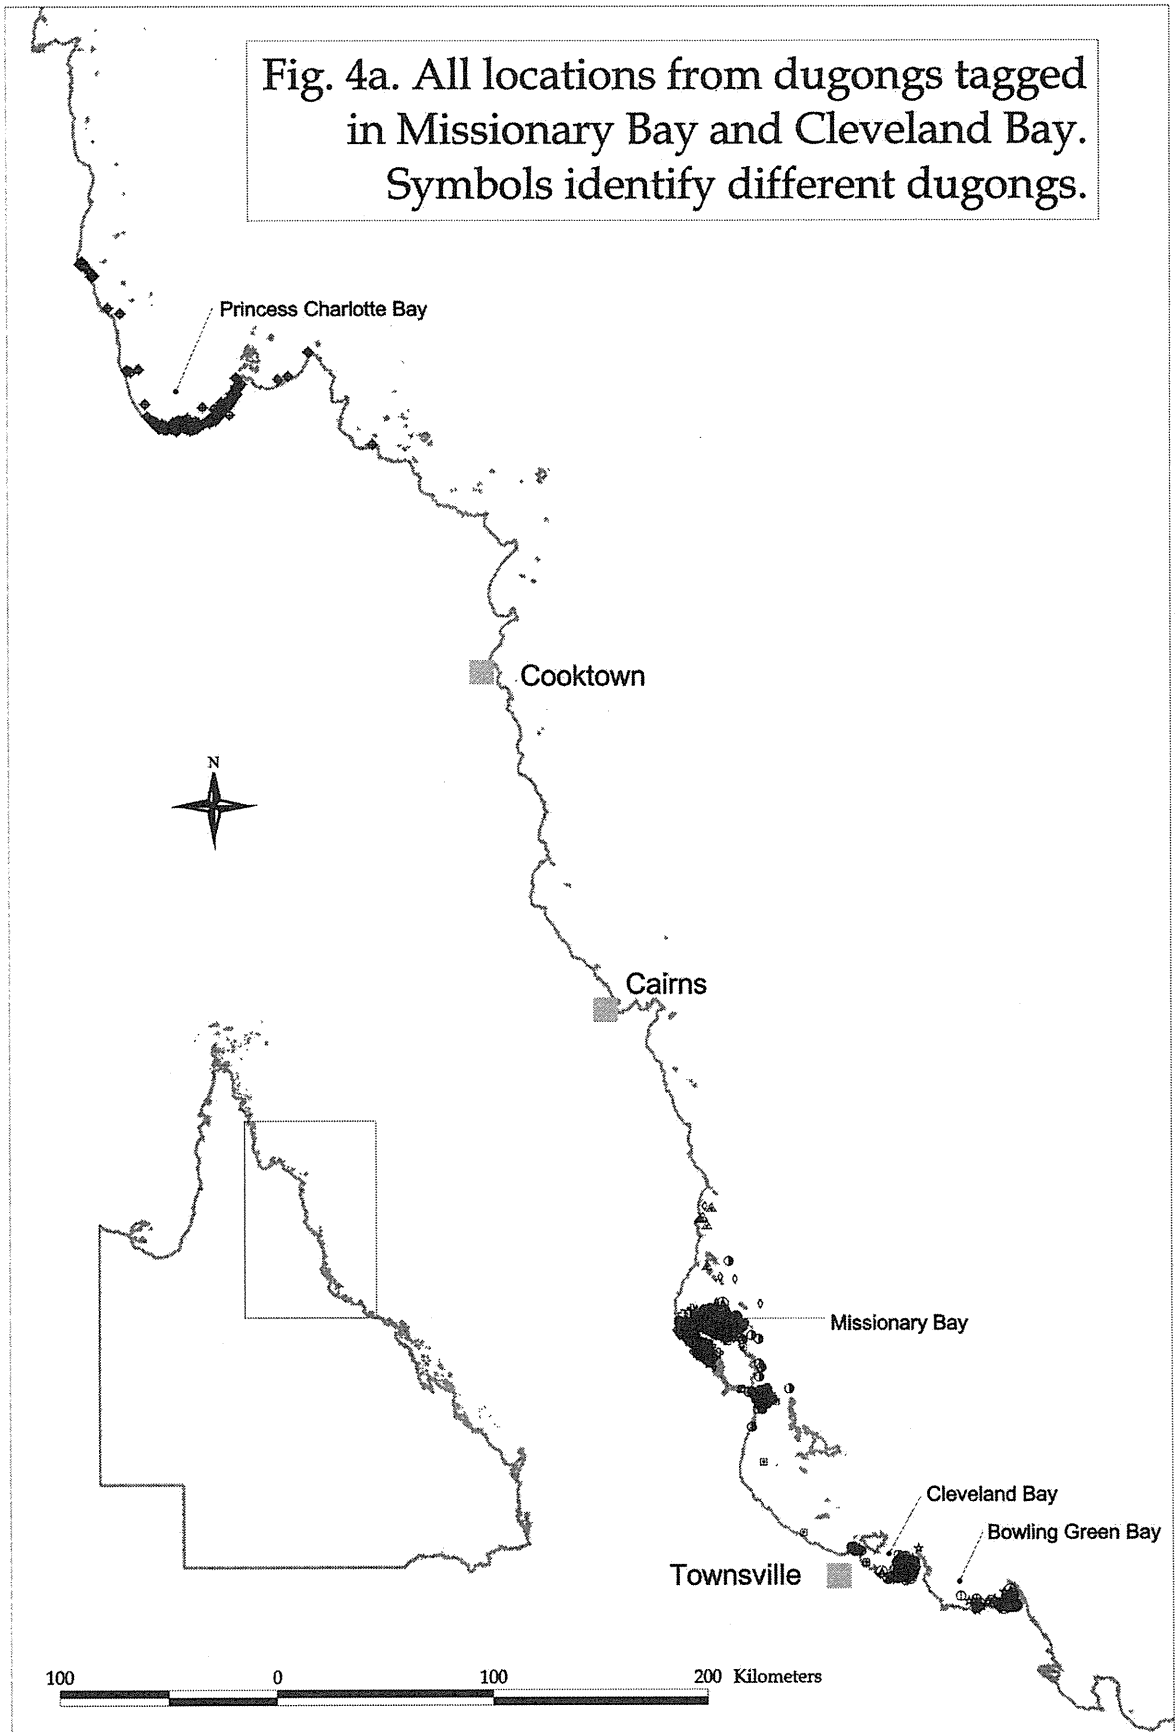 Fig. 4a. All locations from dugongs tagged
in Missionary Bay and Cleveland Bay.
Symbols identify different dugongs.
Princess Charlotte Bay
Cooktown
N
Cairns
Missionary Bay
Cleveland Bay
Bowling Green Bay
Townsville
100 0 100 200 Kilometers